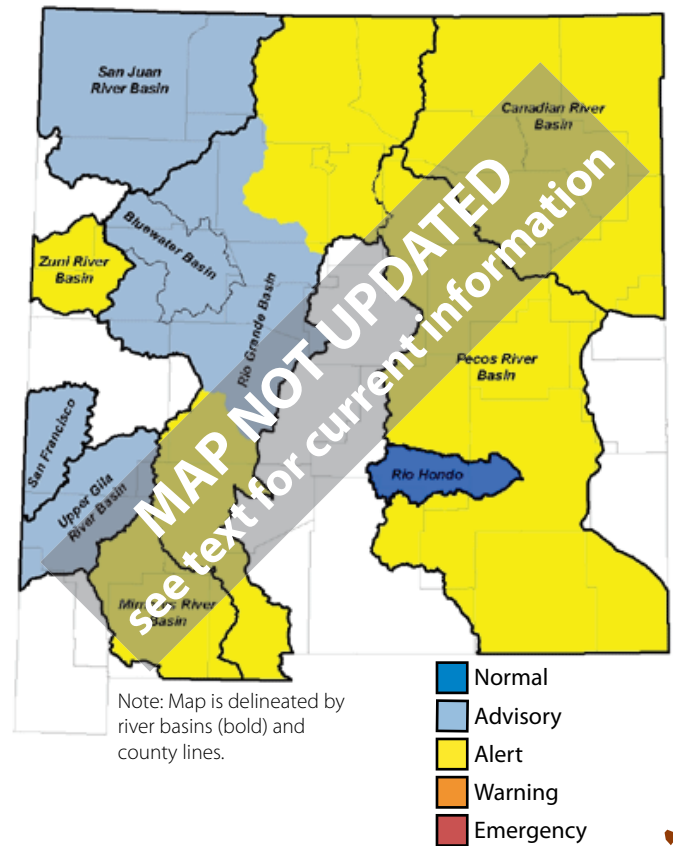 San Juan
River Basin
Canadian River
Basin
Bluewater Basin
Zuni River
Basin
Rio Grande Basin
Pecos River
Basin
San Francisco
Upper Gila
River Basin
Rio Hondo
River
Basin
MAP NOT UPDATED
see text for current information
Note: Map is delineated by
river basins (bold) and
county lines.
Normal
Advisory
Alert
Warning
Emergency